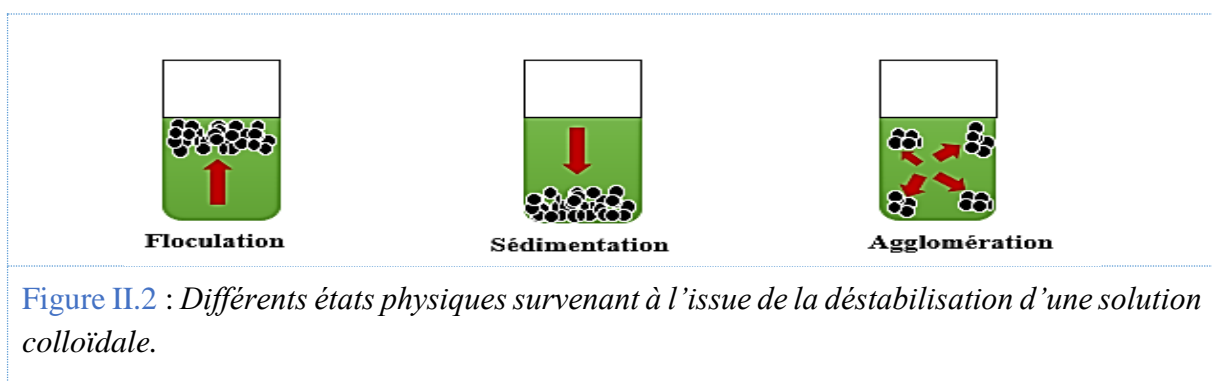 Floculation
Sédimentation
Agglomération
Figure II.2 : Différents états physiques survenant à l’issue de la déstabilisation d’une solution
colloïdale.